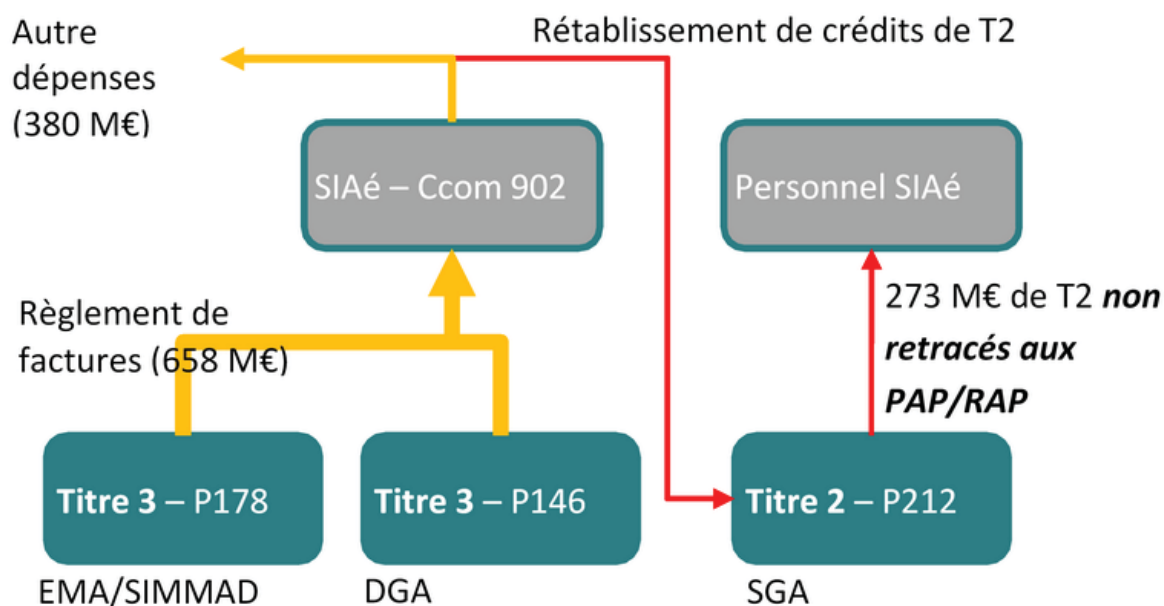 Autre
dépenses
(380 M€)
Rétablissement de crédits de T2
SIAé – Ccom 902
Personnel SIAé
Règlement de
factures (658 M€)
273 M€ de T2 non
retracés aux
PAP/RAP
Titre 3 – P178
Titre 3 – P146
Titre 2 – P212
EMA/SIMMAD
DGA
SGA